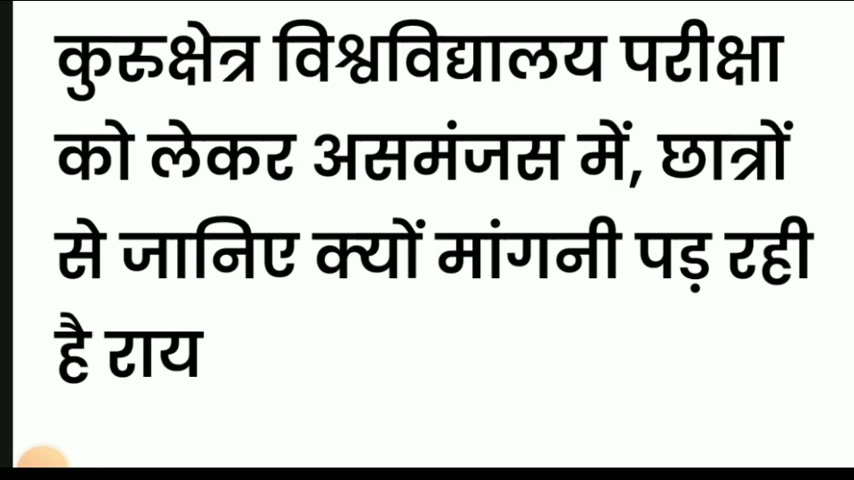 कुरुक्षेत्र विश्वविद्यालय परीक्षा
को लेकर असमंजस में, छात्रों
से जानिए क्यों मांगनी पड़ रही
है राय